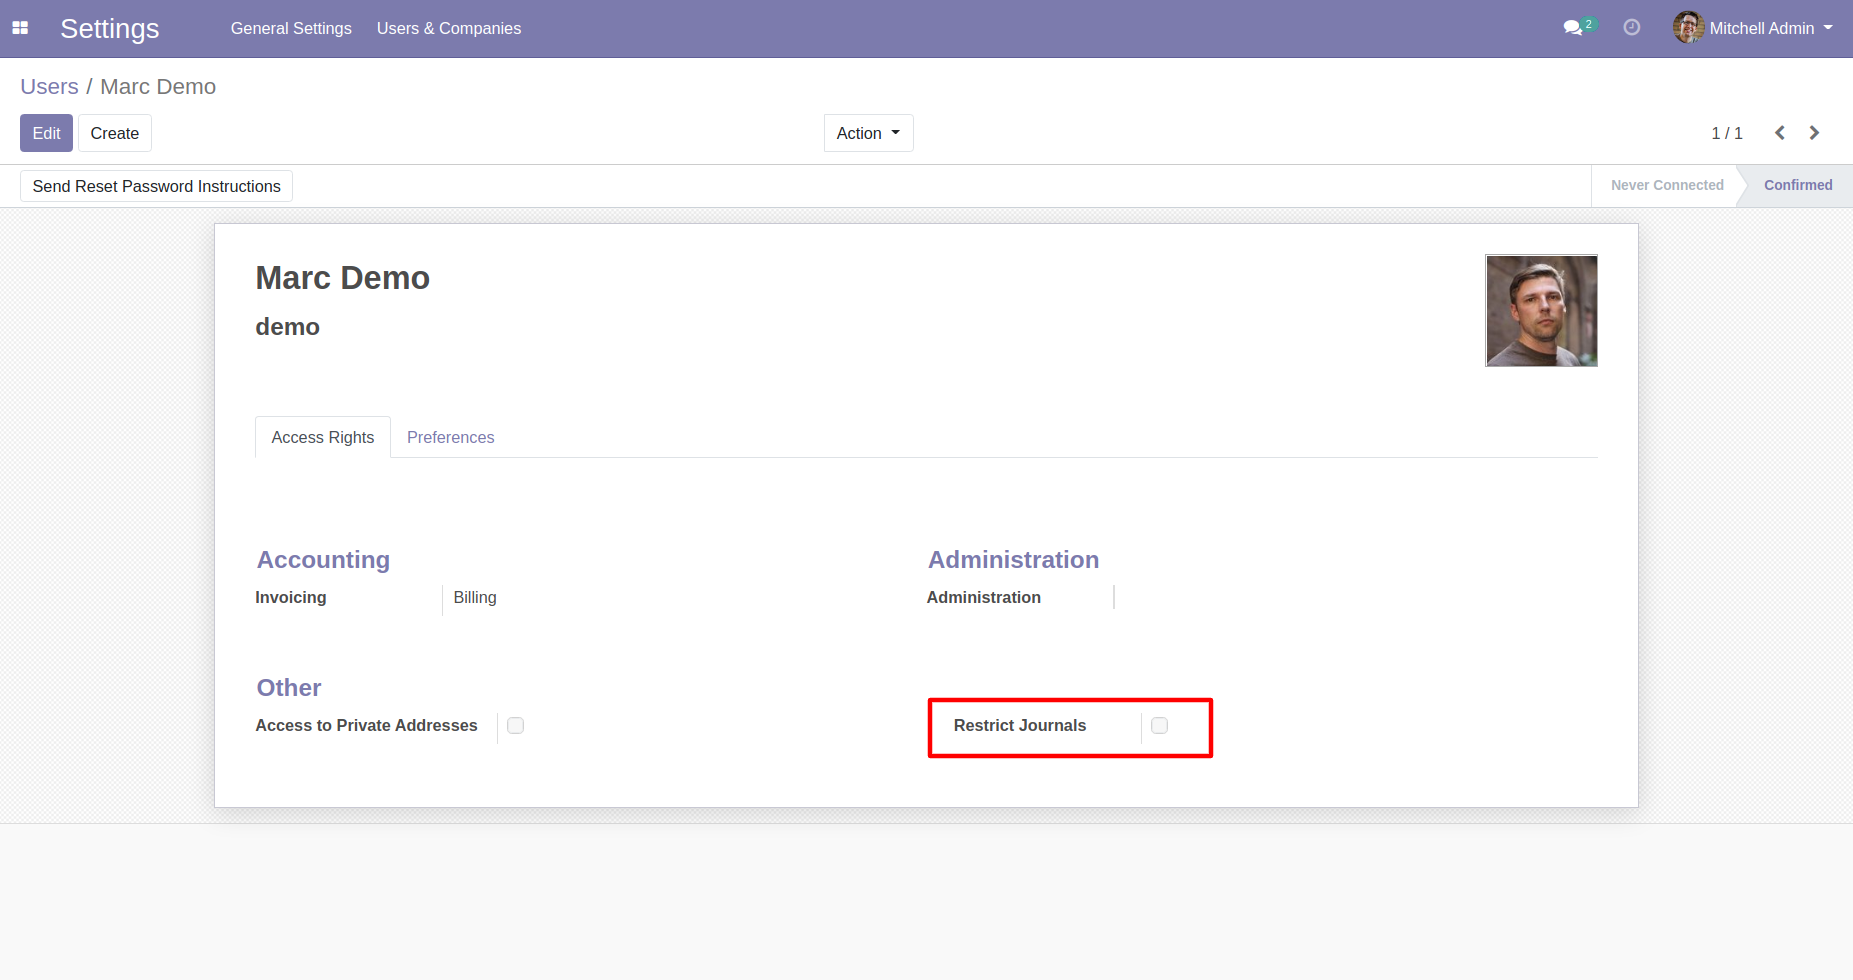 Settings General Settings Users & Companies 2 Mitchell Admin
Users / Marc Demo
Edit Create Action 1 / 1
Send Reset Password Instructions Never Connected Confirmed
Marc Demo
demo
Access Rights Preferences
Accounting Administration
Invoicing Billing Administration
Other
Access to Private Addresses Restrict Journals